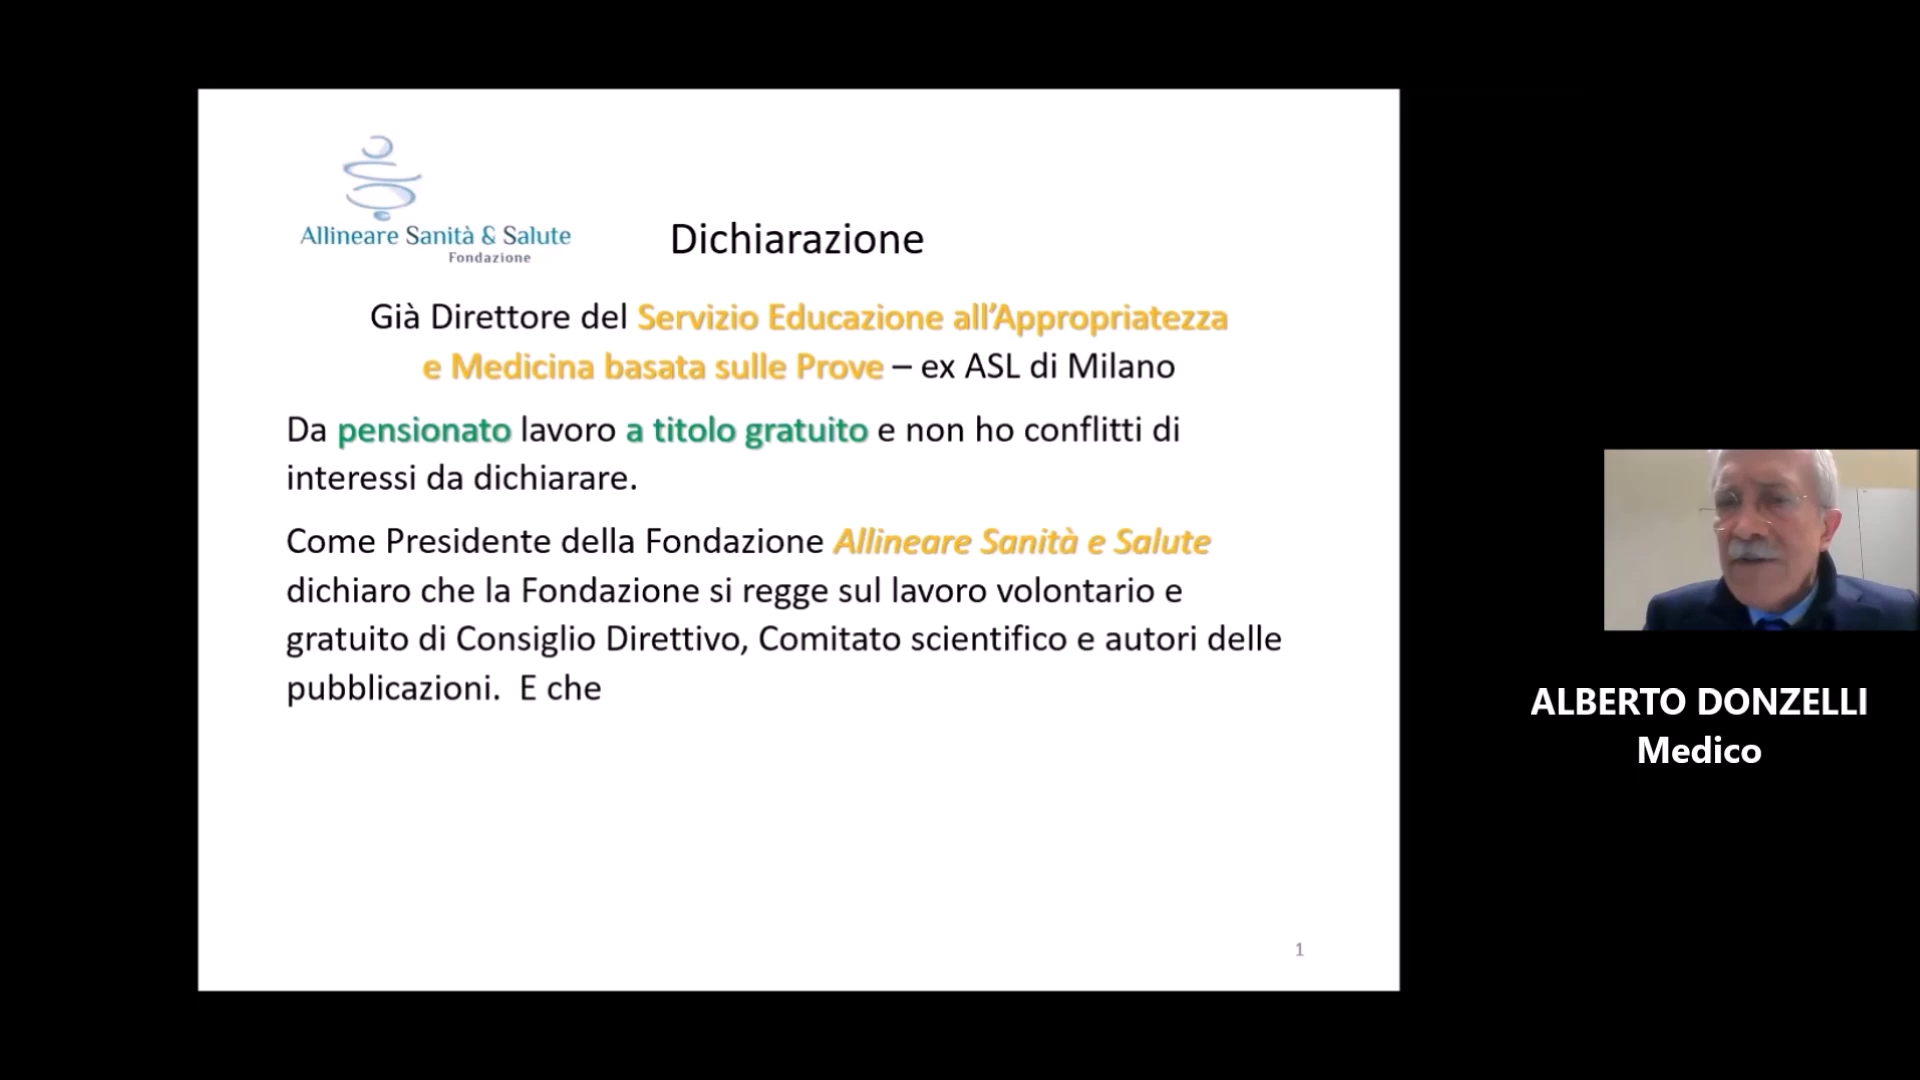 Allineare Sanità & Salute
Fondazione
Dichiarazione
Già Direttore del Servizio Educazione all’Appropriatezza
e Medicina basata sulle Prove – ex ASL di Milano
Da pensionato lavoro a titolo gratuito e non ho conflitti di
interessi da dichiarare.
Come Presidente della Fondazione Allineare Sanità e Salute
dichiaro che la Fondazione si regge sul lavoro volontario e
gratuito di Consiglio Direttivo, Comitato scientifico e autori delle
pubblicazioni. E che
1
ALBERTO DONZELLI
Medico